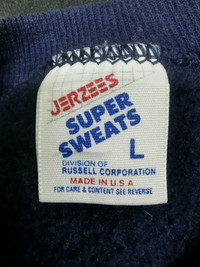 JERZEES
SUPER
SWEATS
L
DIVISION OF
RUSSELL CORPORATION
MADE IN U.S.A
FOR CARE & CONTENT SEE REVERSE